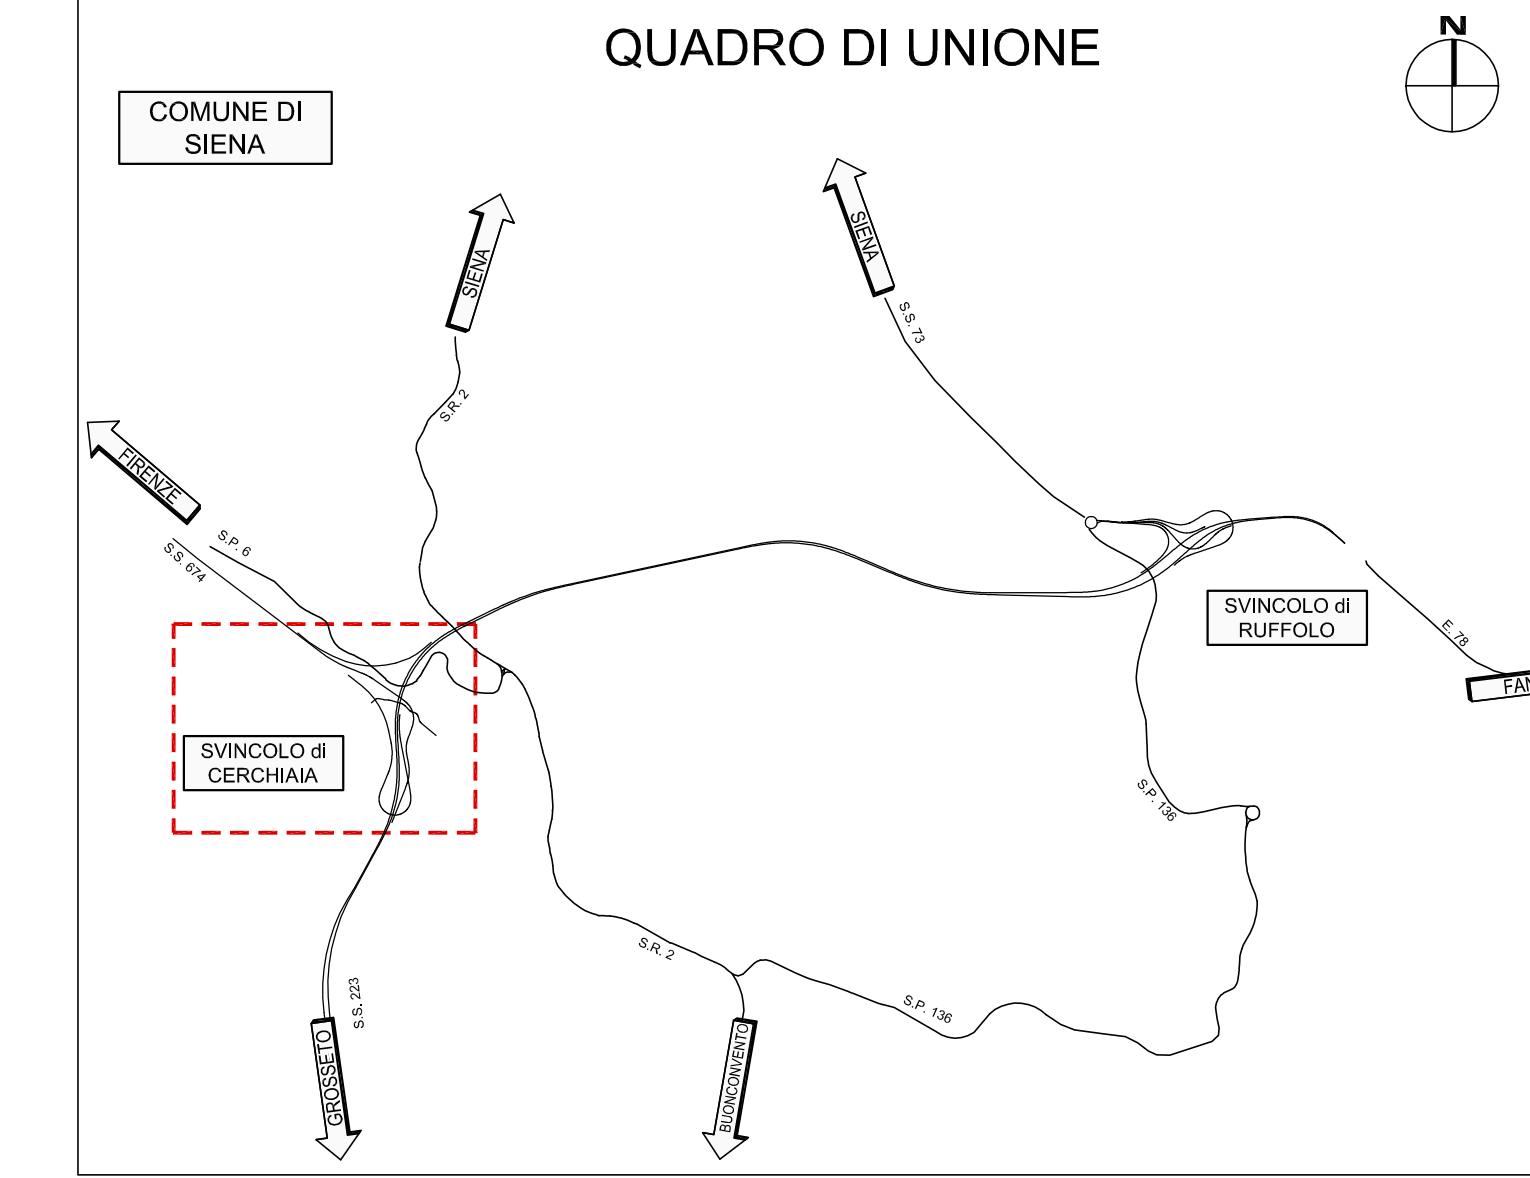 QUADRO DI UNIONE
N
COMUNE DI
SIENA
SIENA
SIENA
S.S. 73
S.R. 2
FIRENZE
S.P. 6
S.S. 674
SVINCOLO di
RUFFOLO
E. 78
FAN
SVINCOLO di
CERCHIAIA
S.P. 136
S.R. 2
S.S. 223
S.P. 136
GROSSETO
BUONCONVENTO